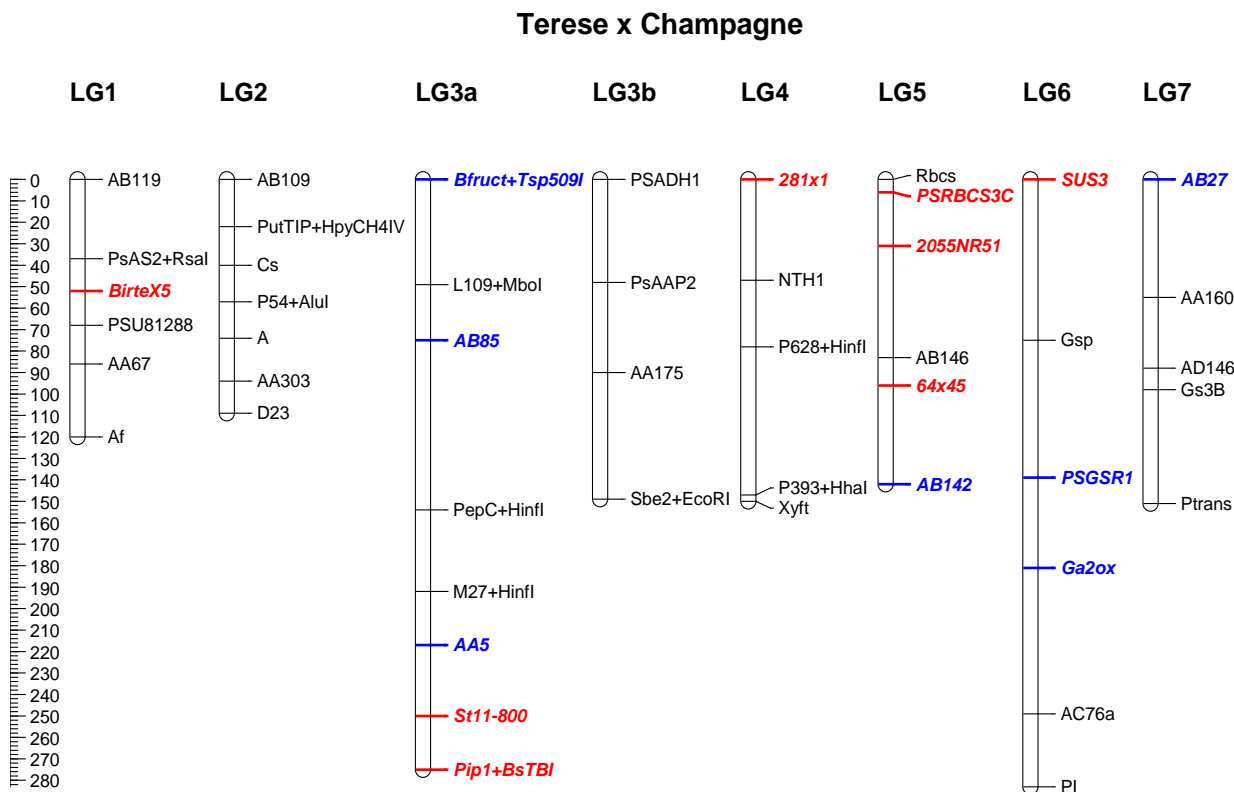 Terese x Champagne
LG1 LG2 LG3a LG3b LG4 LG5 LG6 LG7
0
10
20
30
40
50
60
70
80
90
100
110
120
130
140
150
160
170
180
190
200
210
220
230
240
250
260
270
280
AB119
PsAS2+RsaI
BirteX5
PSU81288
AA67
Af
AB109
PutTIP+HpyCH4IV
Cs
P54+AluI
A
AA303
D23
Bfruct+Tsp509I
L109+MboI
AB85
PepC+HinfI
M27+HinfI
AA5
St11-800
Pip1+BsTBI
PSADH1
PsAAP2
AA175
Sbe2+EcoRI
281x1
NTH1
P628+HinfI
P393+HhaI
Xyft
Rbcs
PSRBCS3C
2055NR51
AB146
64x45
AB142
SUS3
Gsp
PSGSR1
Ga2ox
AC76a
Pl
AB27
AA160
AD146
Gs3B
Ptrans